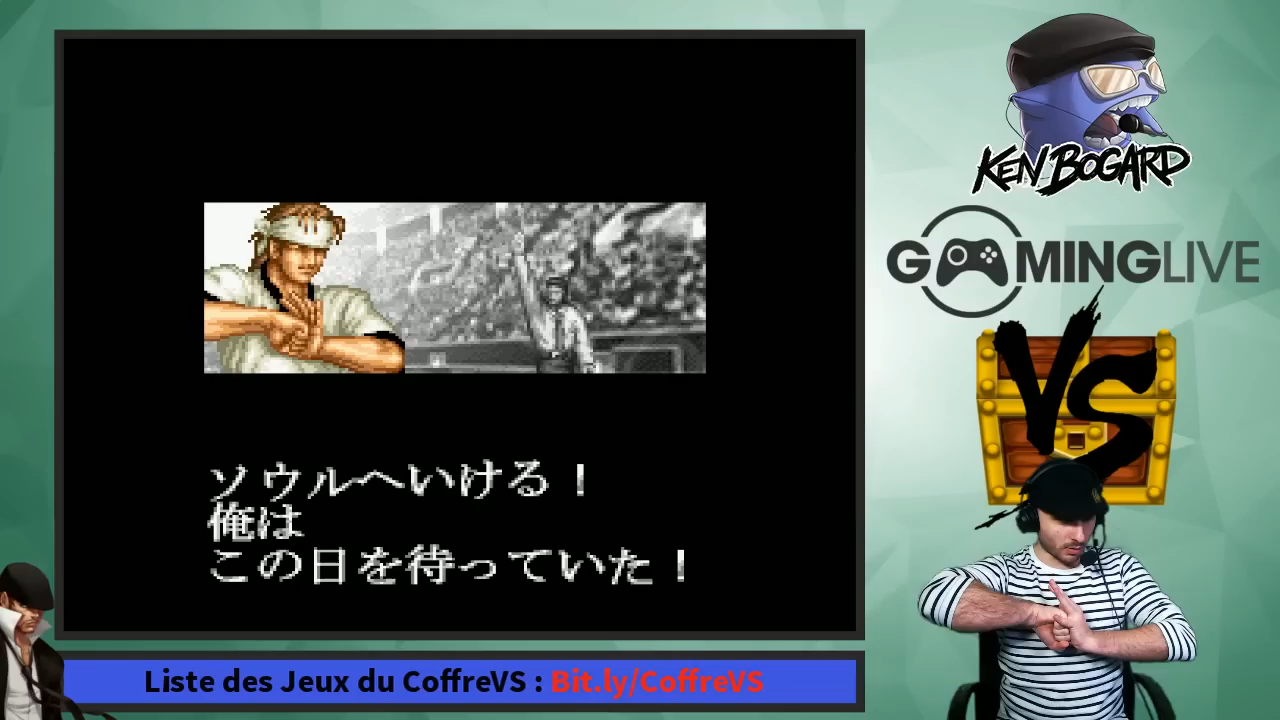 KEN BOGARD
GAMINGLIVE
VS
ソウルへいける！
俺は
この日を待っていた！
Liste des Jeux du CoffreVS : Bit.ly/CoffreVS